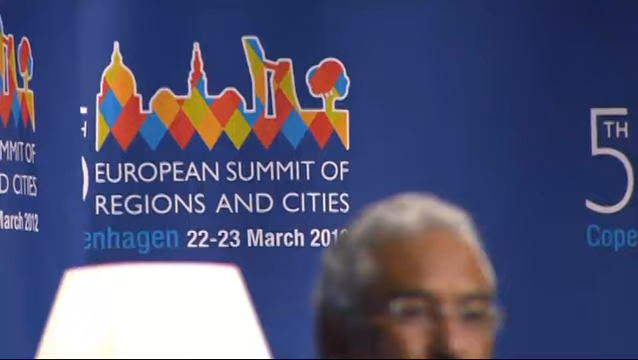 MMIT OF
D CITIES
March 2012
EUROPEAN SUMMIT OF
REGIONS AND CITIES
enhagen 22-23 March 201
5TH
Cope